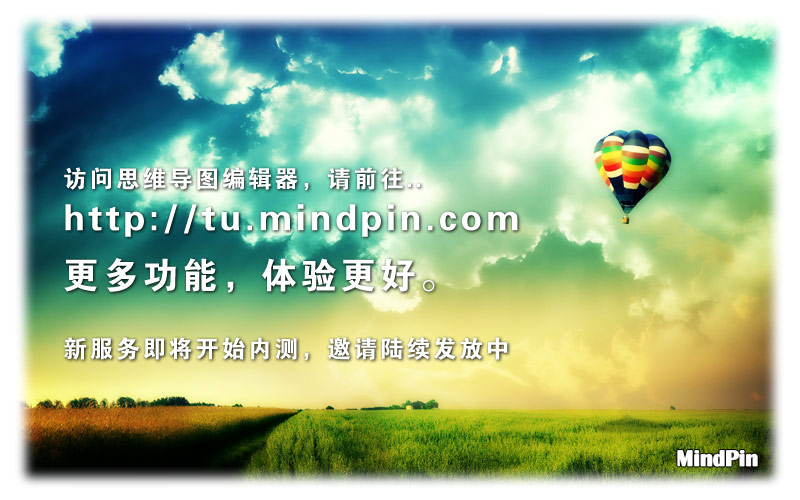 访问思维导图编辑器，请前往..
http://tu.mindpin.com
更多功能，体验更好。
新服务即将开始内测，邀请陆续发放中
MindPin